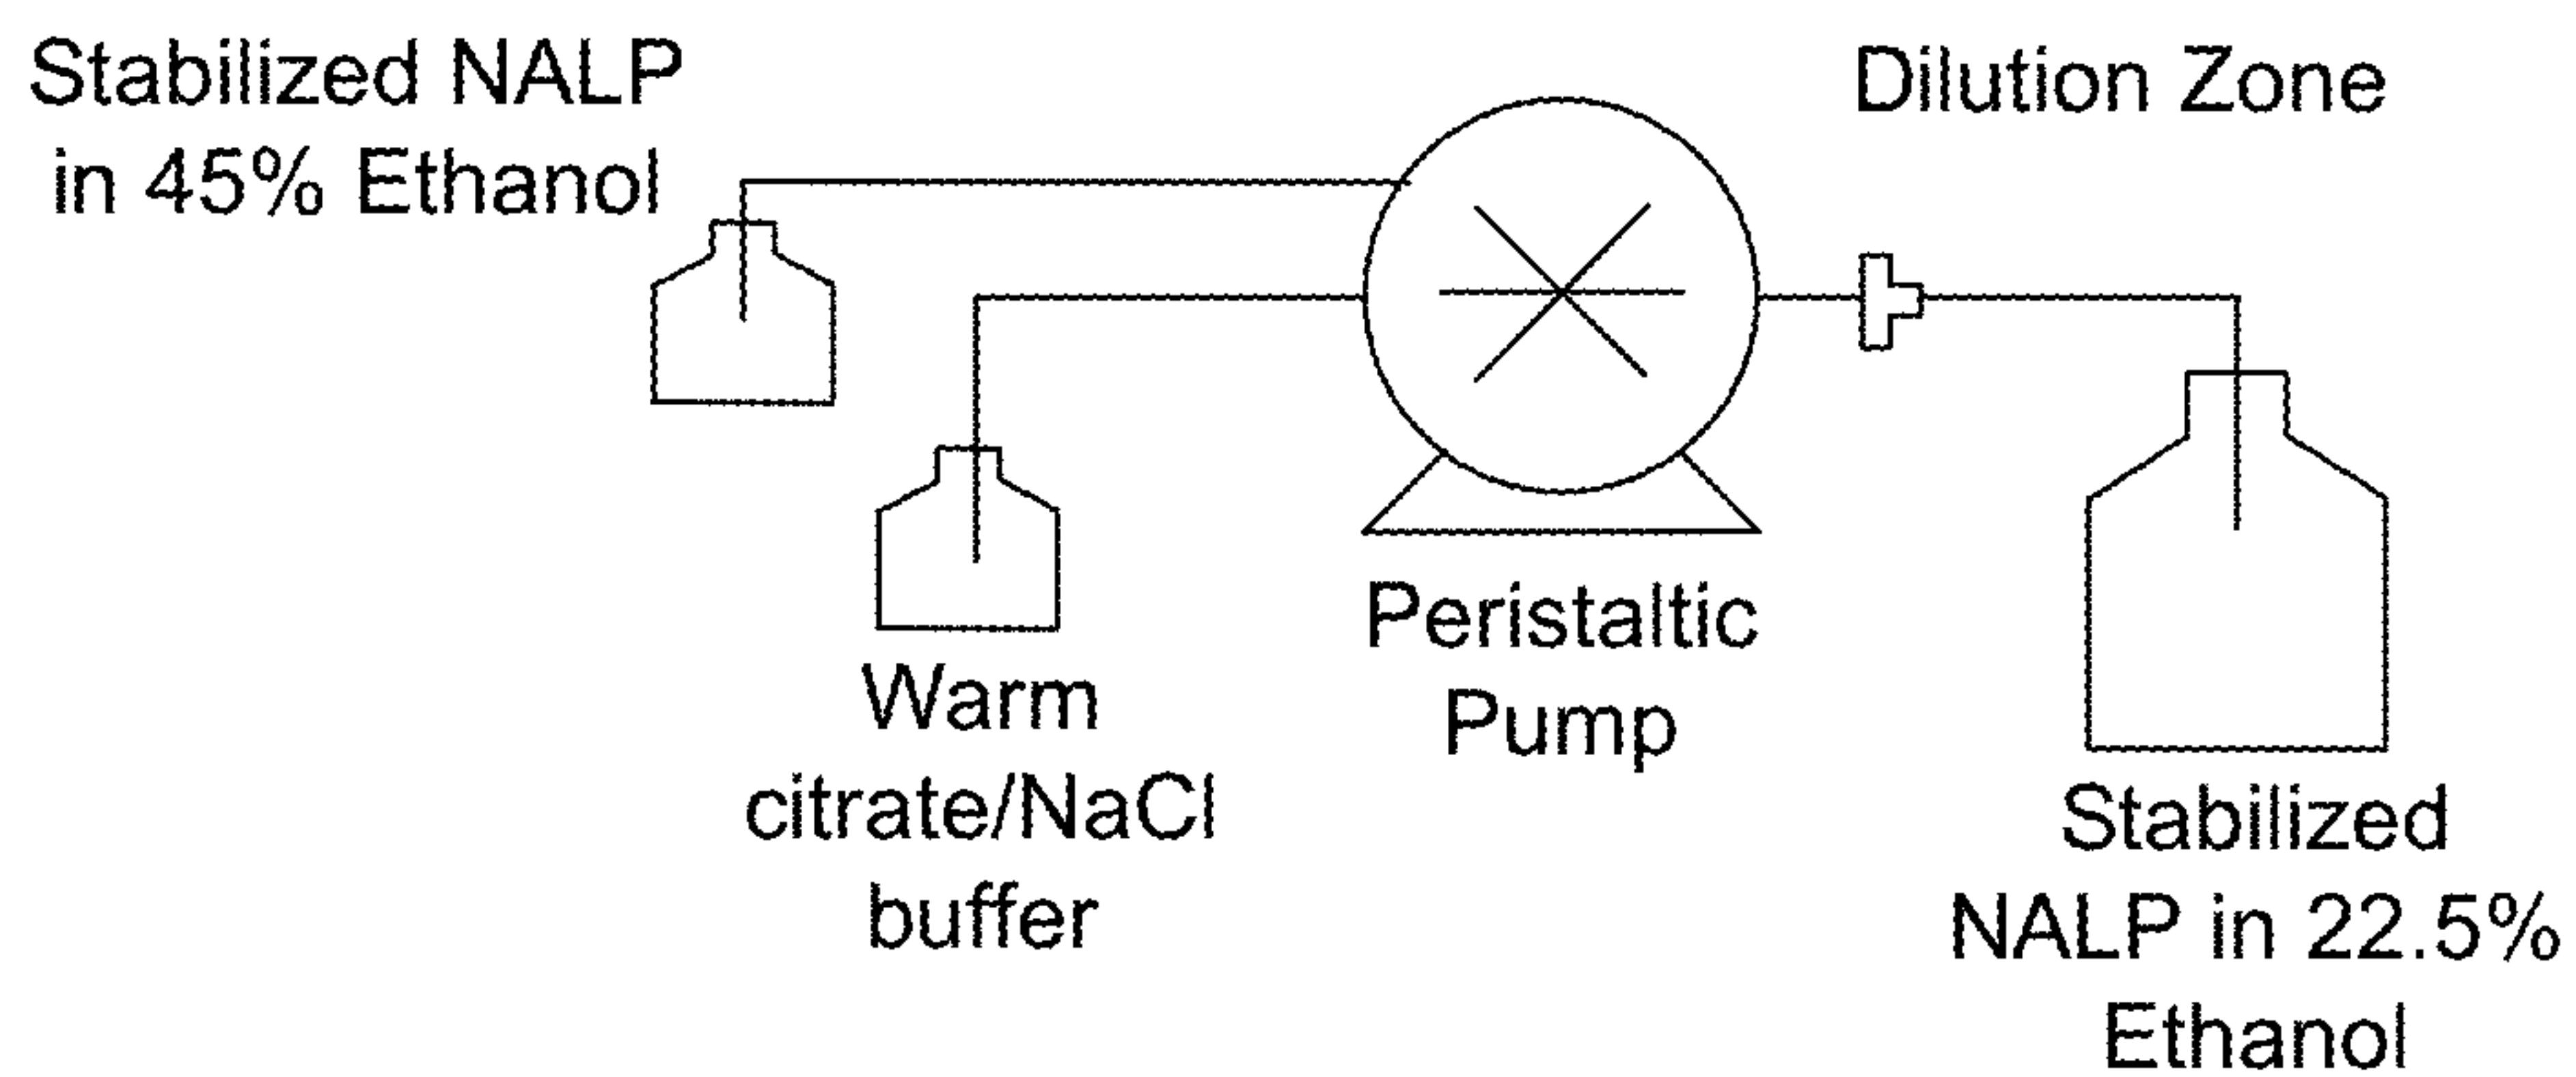 Stabilized NALP
in 45% Ethanol
Dilution Zone
Warm
citrate/NaCl
buffer
Peristaltic
Pump
Stabilized
NALP in 22.5%
Ethanol